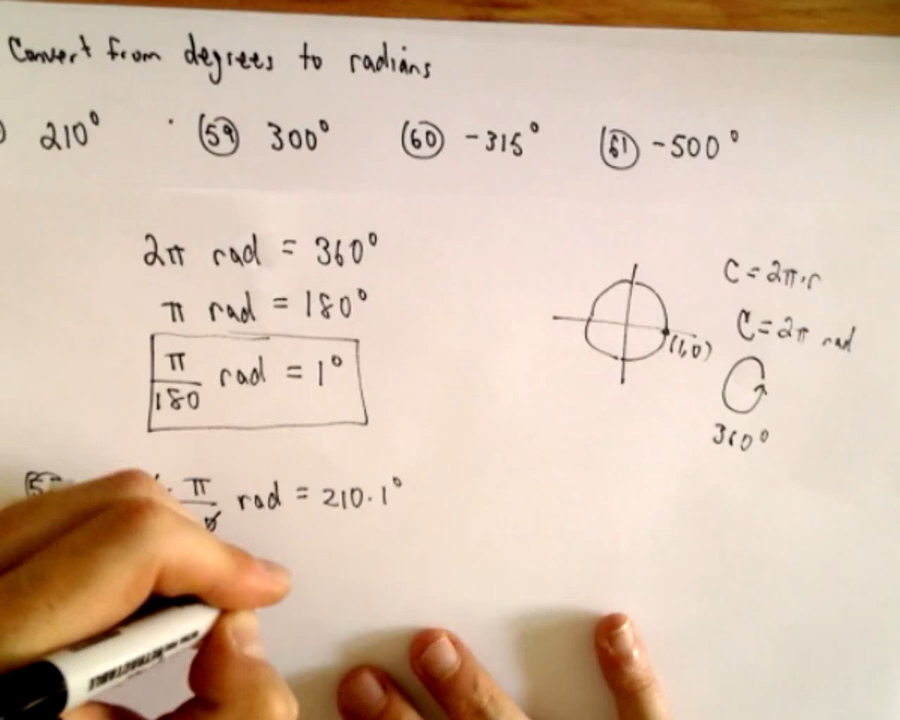 Convert from degrees to radians
210° (59) 300° (60) -315° (61) -500°
2π rad = 360°
π rad = 180°
π/180 rad = 1°
C = 2π·r
C = 2π rad
(1,0)
360°
· π rad = 210·1°
RETRACTABLE